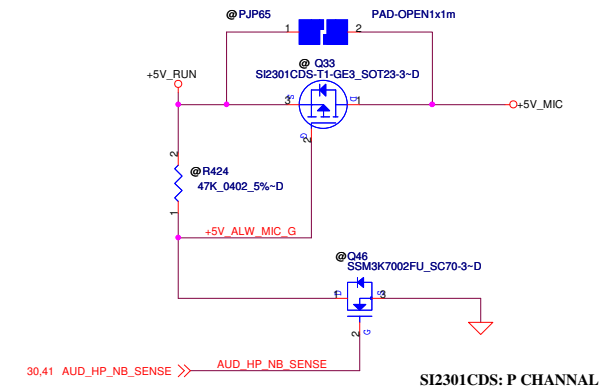 @PJP65 PAD-OPEN1x1m
1 2
@ Q33
SI2301CDS-T1-GE3_SOT23-3~D
+5V_RUN
3 S D 1
+5V_MIC
G
2
2
@R424
47K_0402_5%~D
1
+5V_ALW_MIC_G
@Q46
SSM3K7002FU_SC70-3~D
1 D S 3
2 G
30,41 AUD_HP_NB_SENSE AUD_HP_NB_SENSE
SI2301CDS: P CHANNAL